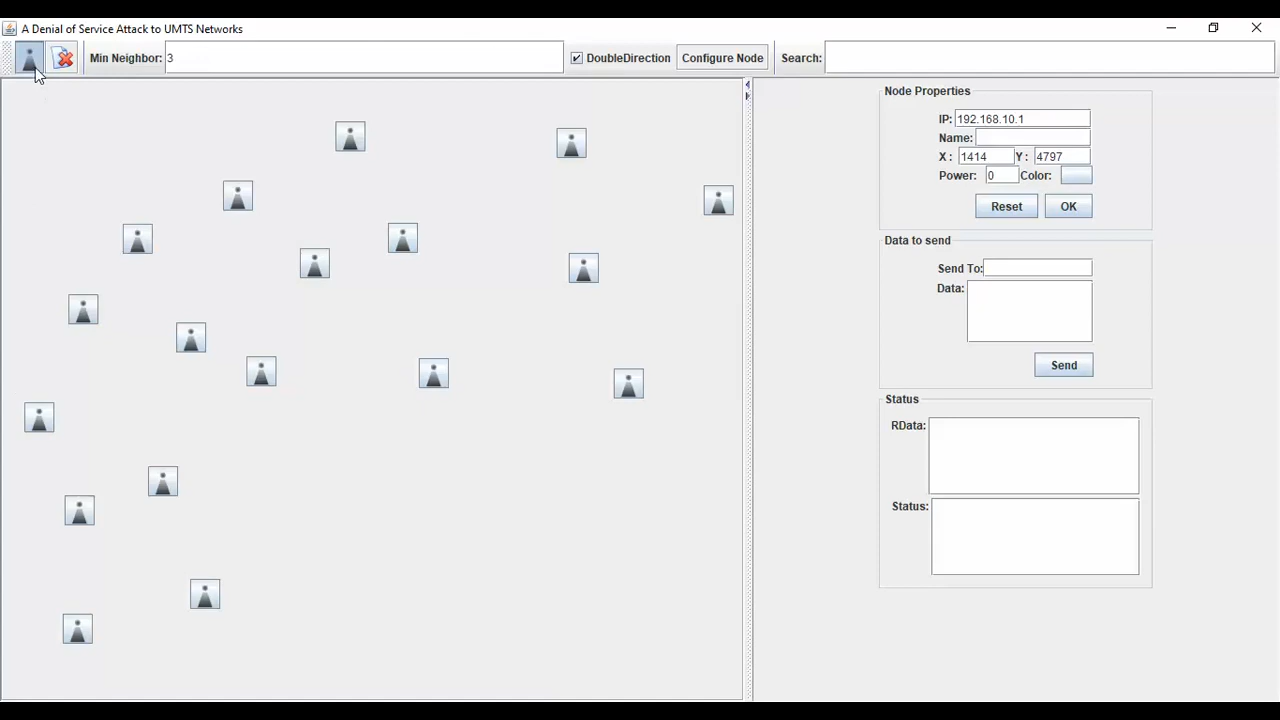 A Denial of Service Attack to UMTS Networks
Min Neighbor: 3 DoubleDirection Configure Node Search:
Node Properties
IP: 192.168.10.1
Name:
X : 1414 Y : 4797
Power: 0 Color:
Reset OK
Data to send
Send To:
Data:
Send
Status
RData:
Status: